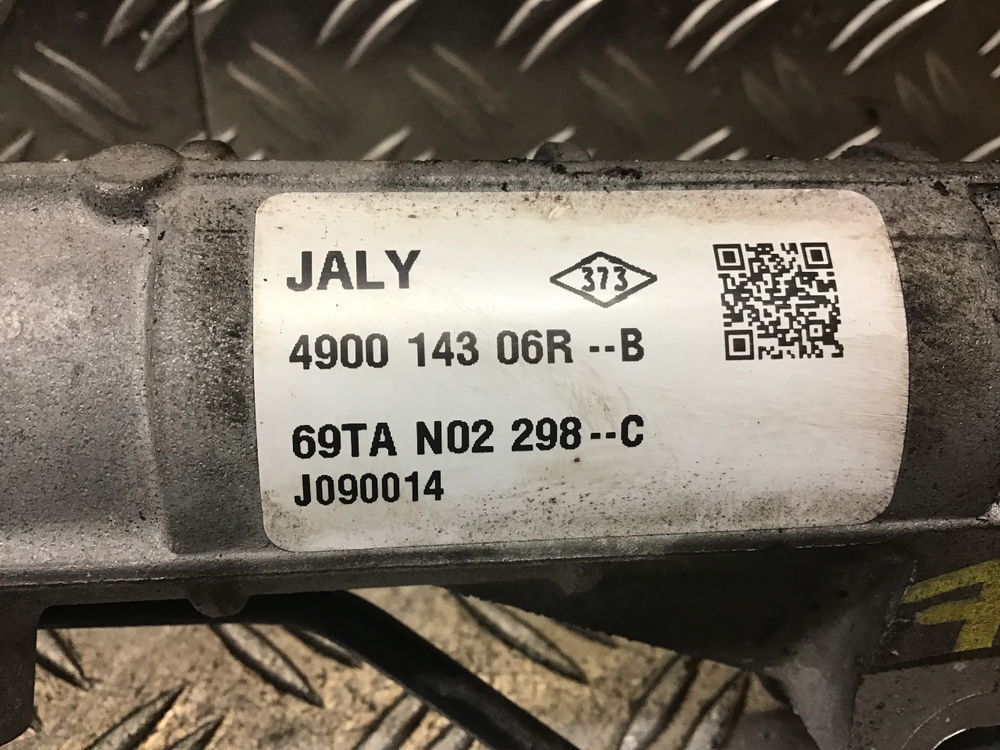 JALY
373
4900 143 06R --B
69TA N02 298--C
J090014